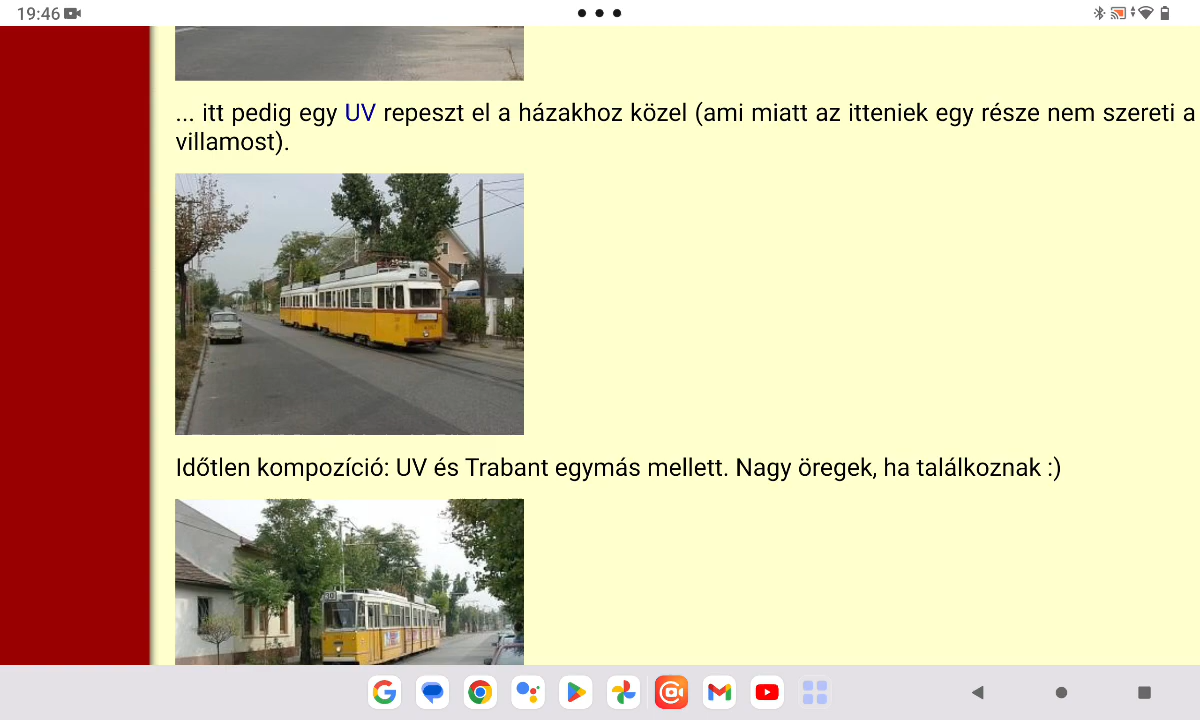 19:46
... itt pedig egy UV repeszt el a házakhoz közel (ami miatt az itteniek egy része nem szereti a
villamost).
Időtlen kompozíció: UV és Trabant egymás mellett. Nagy öregek, ha találkoznak :)
30